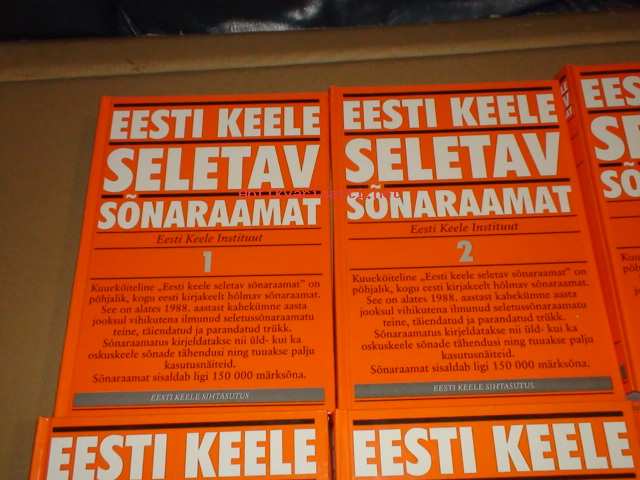 EESTI KEELE
SELETAV
SÕNARAAMAT
Eesti Keele Instituut
1
Kuueköiteline „Eesti keele seletav sõnaraamat" on
põhjalik, kogu eesti kirjakeelt hõlmav sõnaraamat.
See on alates 1988. aastast kahekümne aasta
jooksul vihikutena ilmunud seletussõnaraamatu
teine, täiendatud ja parandatud trükk.
Sõnaraamatus kirjeldatakse nii üld- kui ka
oskuskeele sõnade tähendusi ning tuuakse palju
kasutusnäiteid.
Sõnaraamat sisaldab ligi 150 000 märksõna.
EESTI KEELE SIHTASUTUS
EESTI KEELE
SELETAV
SÕNARAAMAT
Eesti Keele Instituut
2
Kuueköiteline „Eesti keele seletav sõnaraamat" on
põhjalik, kogu eesti kirjakeelt hõlmav sõnaraamat.
See on alates 1988. aastast kahekümne aasta
jooksul vihikutena ilmunud seletussõnaraamatu
teine, täiendatud ja parandatud trükk.
Sõnaraamatus kirjeldatakse nii üld- kui ka
oskuskeele sõnade tähendusi ning tuuakse palju
kasutusnäiteid.
Sõnaraamat sisaldab ligi 150 000 märksõna.
EESTI KEELE SIHTASUTUS
EES
SE
SÕ
EESTI KEELE
EESTI KEELE